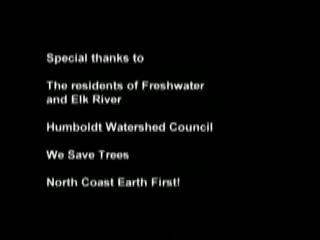 Special thanks to
The residents of Freshwater
and Elk River
Humboldt Watershed Council
We Save Trees
North Coast Earth First!